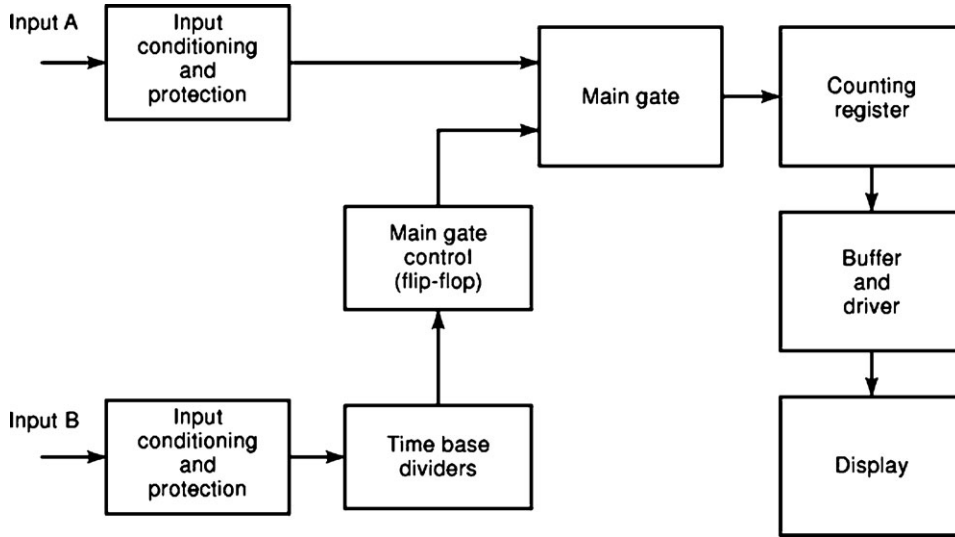 Input A
Input
conditioning
and
protection
Main gate
Counting
register
Main gate
control
(flip-flop)
Buffer
and
driver
Input B
Input
conditioning
and
protection
Time base
dividers
Display